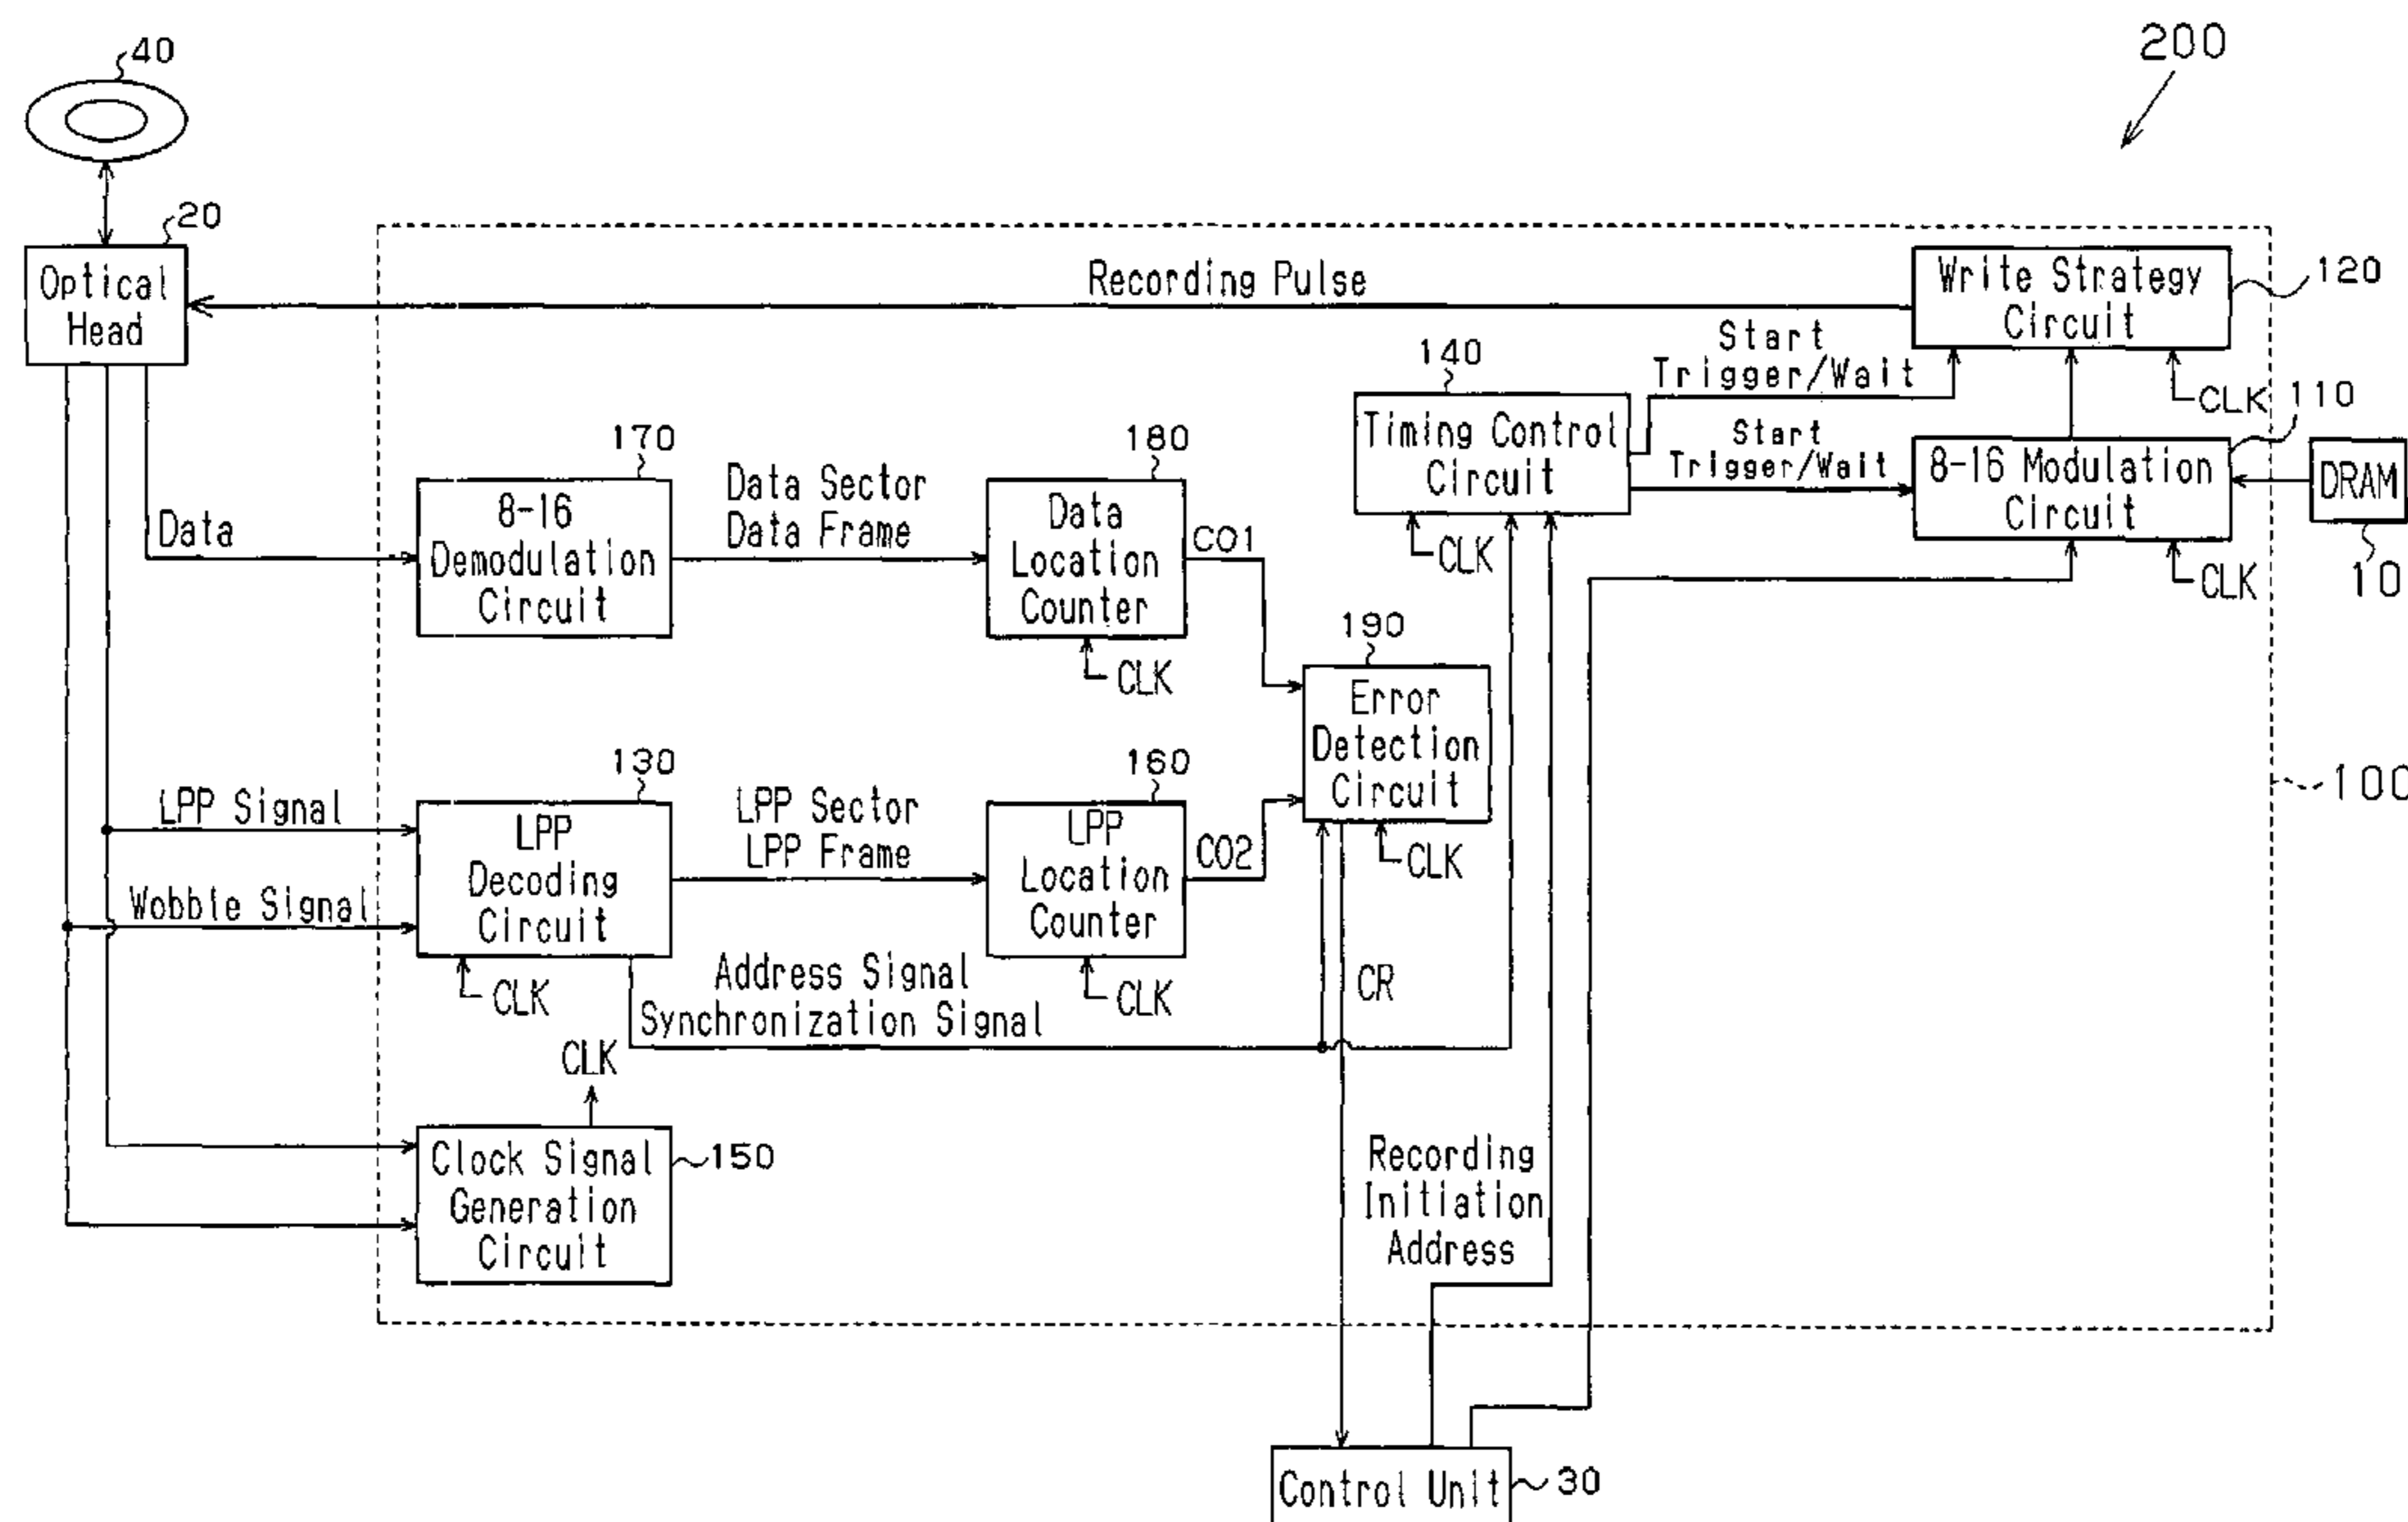 200
40
20
Optical
Head
Recording Pulse
Write Strategy
Circuit
120
Start
Trigger/Wait
CLK
140
Timing Control
Circuit
Start
Trigger/Wait
110
8-16 Modulation
Circuit
DRAM
10
CLK
CLK
170
8-16
Demodulation
Circuit
Data
Data Sector
Data Frame
180
Data
Location
Counter
CO1
CLK
190
Error
Detection
Circuit
CLK
100
130
LPP
Decoding
Circuit
LPP Signal
Wobble Signal
CLK
LPP Sector
LPP Frame
160
LPP
Location
Counter
CO2
CLK
Address Signal
Synchronization Signal
CR
CLK
Clock Signal
Generation
Circuit
150
Recording
Initiation
Address
Control Unit
30